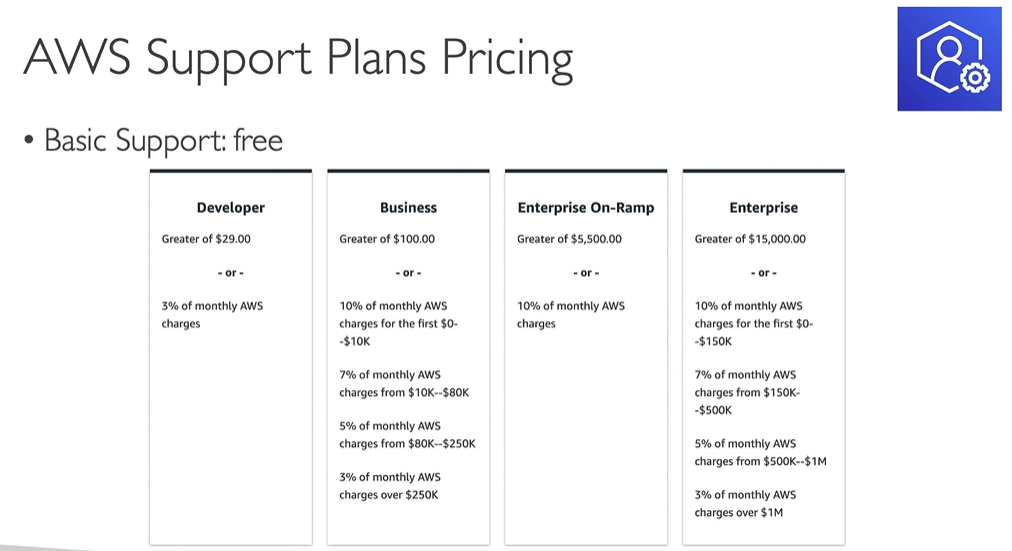 AWS Support Plans Pricing
• Basic Support: free
Developer
Greater of $29.00
- or -
3% of monthly AWS
charges
Business
Greater of $100.00
- or -
10% of monthly AWS
charges for the first $0-
-$10K
7% of monthly AWS
charges from $10K--$80K
5% of monthly AWS
charges from $80K--$250K
3% of monthly AWS
charges over $250K
Enterprise On-Ramp
Greater of $5,500.00
- or -
10% of monthly AWS
charges
Enterprise
Greater of $15,000.00
- or -
10% of monthly AWS
charges for the first $0-
-$150K
7% of monthly AWS
charges from $150K-
-$500K
5% of monthly AWS
charges from $500K--$1M
3% of monthly AWS
charges over $1M